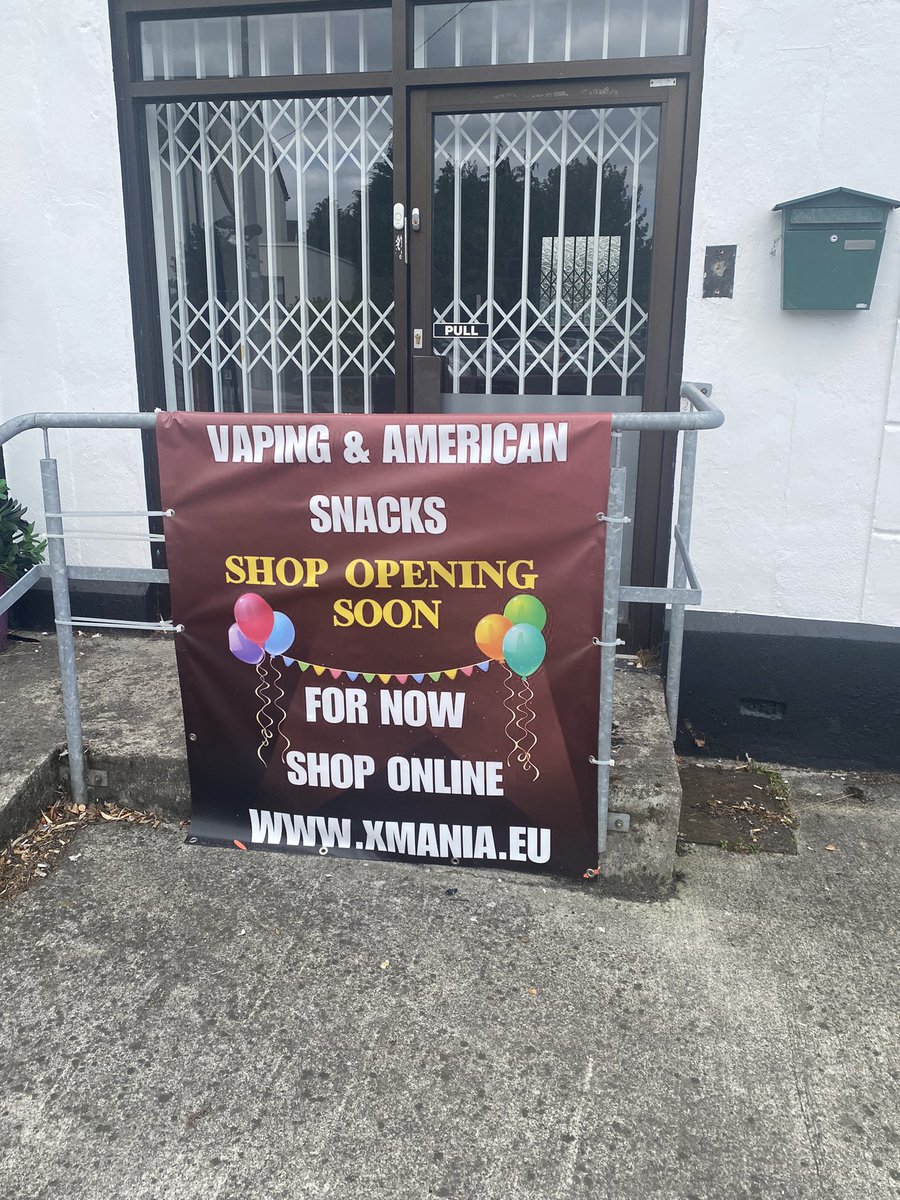 PULL
VAPING & AMERICAN
SNACKS
SHOP OPENING
SOON
FOR NOW
SHOP ONLINE
WWW.XMANIA.EU